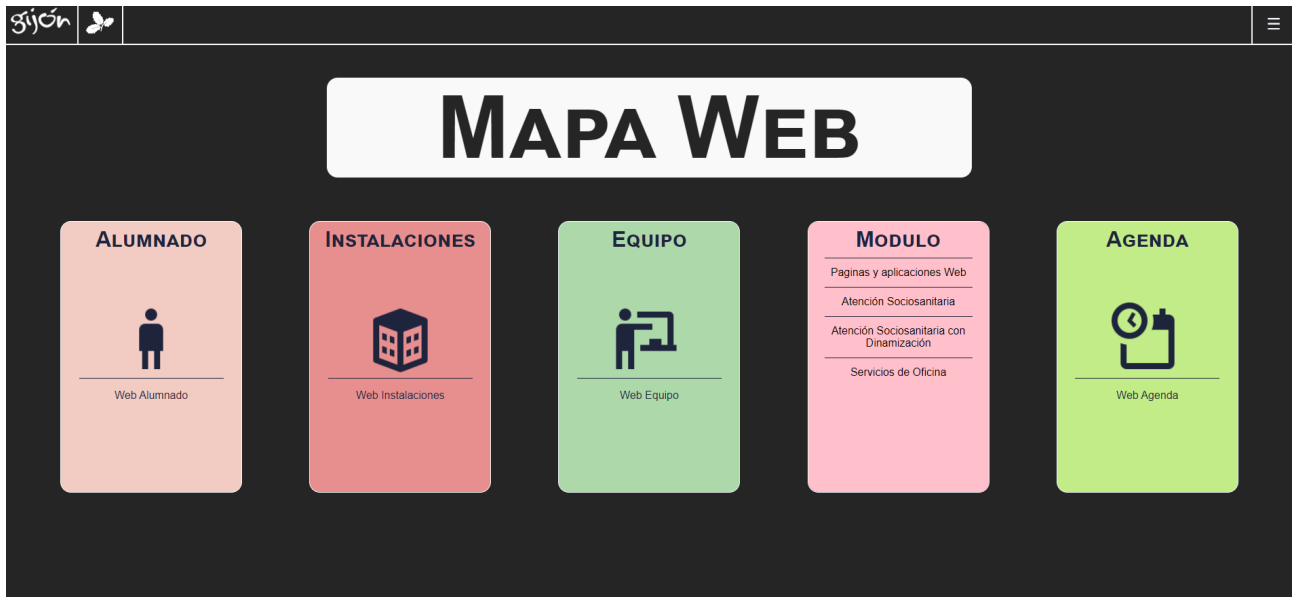 gijón
Mapa Web
Alumnado
Web Alumnado
Instalaciones
Web Instalaciones
Equipo
Web Equipo
Modulo
Paginas y aplicaciones Web
Atención Sociosanitaria
Atención Sociosanitaria con
Dinamización
Servicios de Oficina
Agenda
Web Agenda